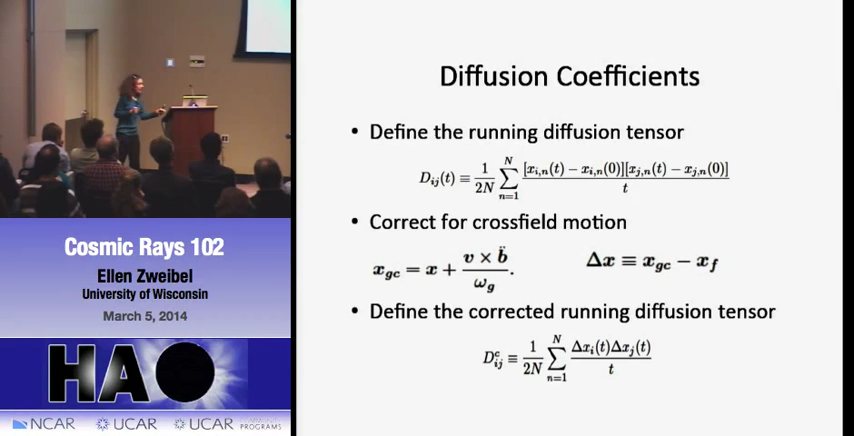 Diffusion Coefficients
• Define the running diffusion tensor
D_{ij}(t) ≡ \frac{1}{2N} \sum_{n=1}^{N} \frac{[x_{i,n}(t) − x_{i,n}(0)][x_{j,n}(t) − x_{j,n}(0)]}{t}
• Correct for crossfield motion
x_{gc} = x + \frac{v × \hat{b}}{ω_g}. Δx ≡ x_{gc} − x_f
• Define the corrected running diffusion tensor
D^c_{ij} ≡ \frac{1}{2N} \sum_{n=1}^{N} \frac{Δx_i(t)Δx_j(t)}{t}
Cosmic Rays 102
Ellen Zweibel
University of Wisconsin
March 5, 2014
HAO
NCAR UCAR UCAR
PROGRAMS